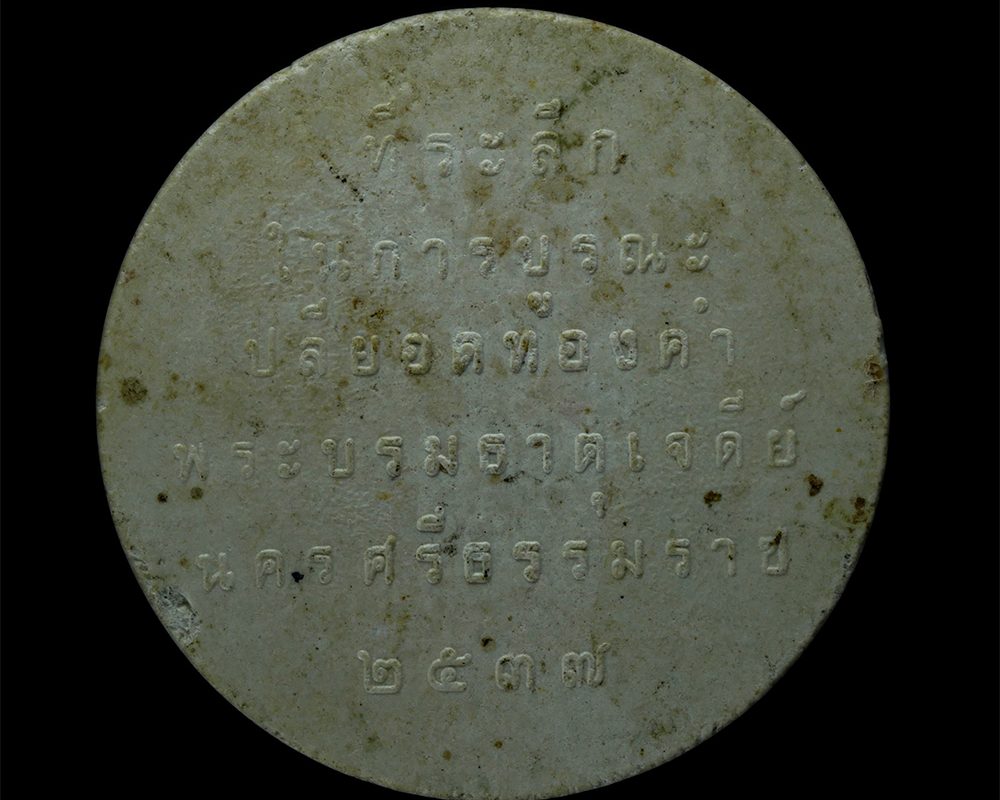 ที่ระลึก
ในการบูรณะ
ปลียอดทองคำ
พระบรมธาตุเจดีย์
นครศรีธรรมราช
๒๕๓๗